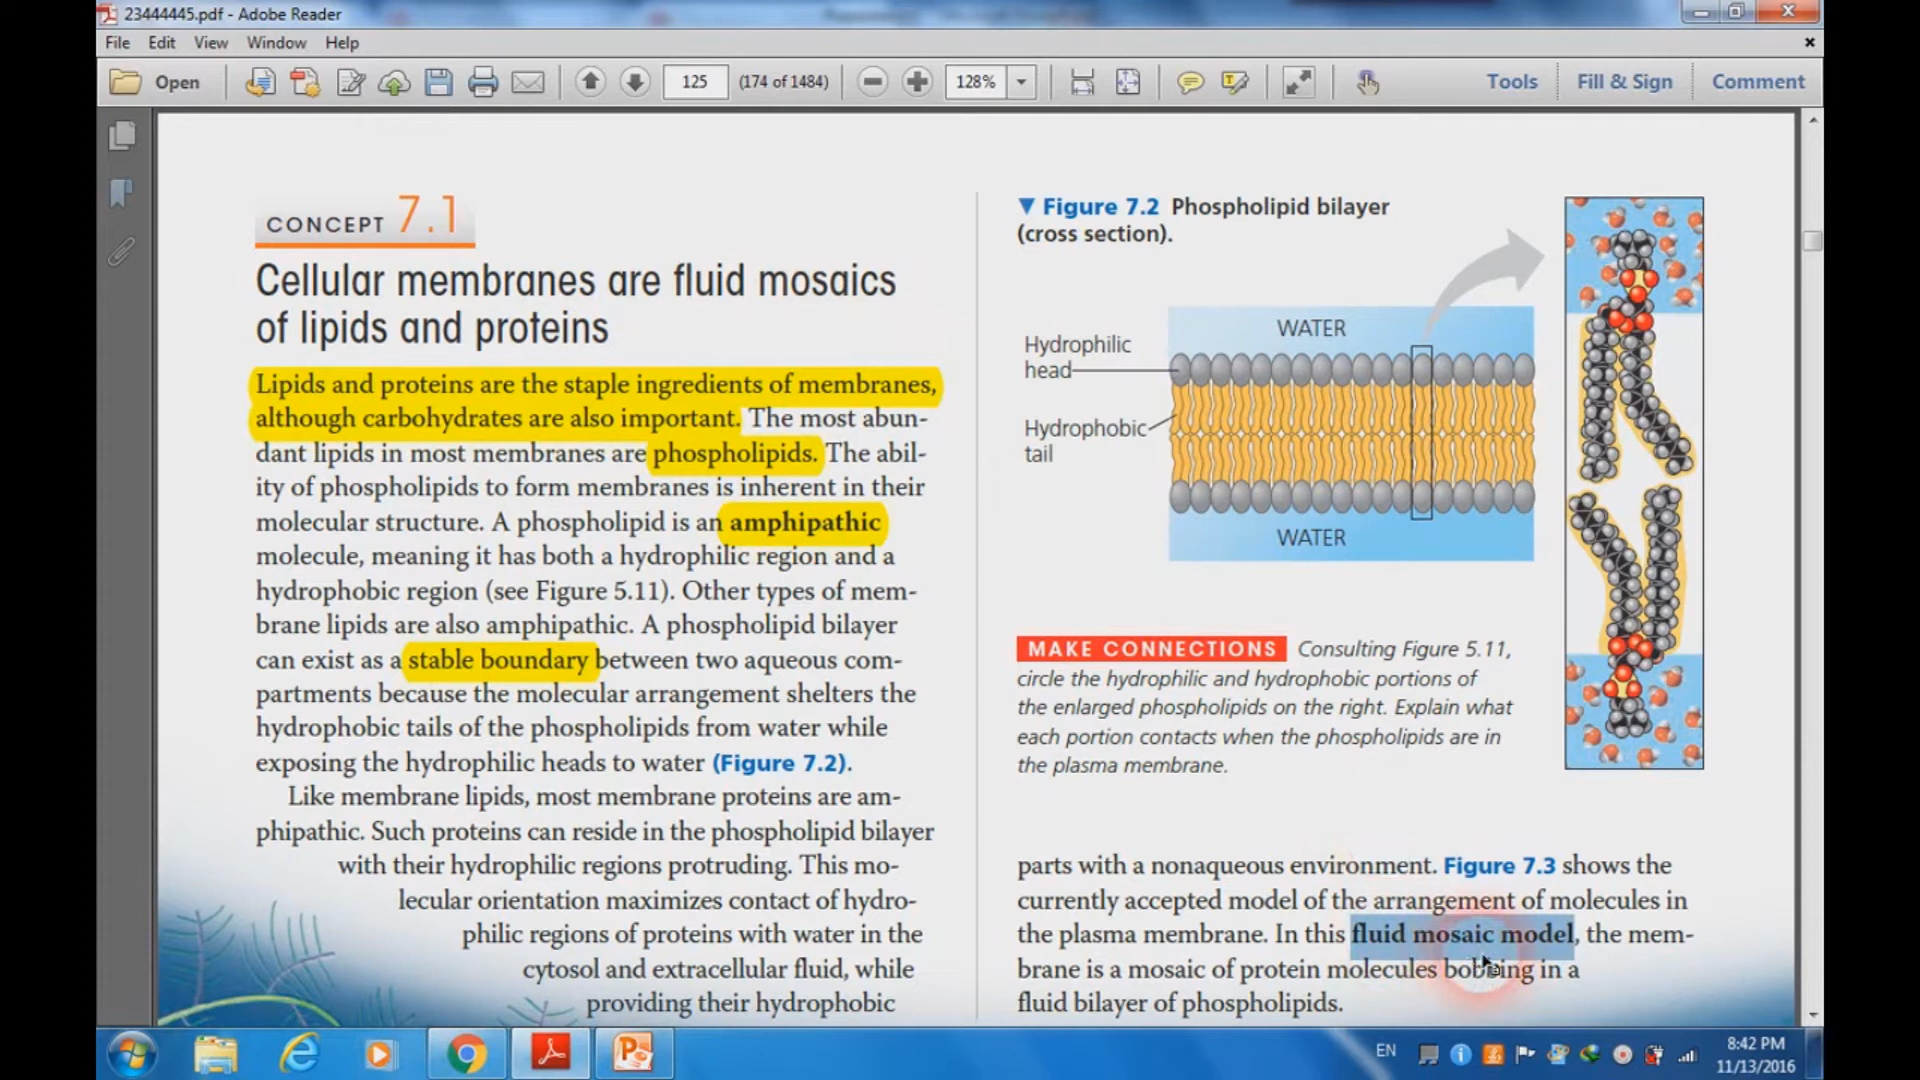 23444445.pdf - Adobe Reader
File Edit View Window Help
Open 125 (174 of 1484) 128% Tools Fill & Sign Comment
CONCEPT 7.1
Cellular membranes are fluid mosaics
of lipids and proteins
Lipids and proteins are the staple ingredients of membranes,
although carbohydrates are also important. The most abun-
dant lipids in most membranes are phospholipids. The abil-
ity of phospholipids to form membranes is inherent in their
molecular structure. A phospholipid is an amphipathic
molecule, meaning it has both a hydrophilic region and a
hydrophobic region (see Figure 5.11). Other types of mem-
brane lipids are also amphipathic. A phospholipid bilayer
can exist as a stable boundary between two aqueous com-
partments because the molecular arrangement shelters the
hydrophobic tails of the phospholipids from water while
exposing the hydrophilic heads to water (Figure 7.2).
Like membrane lipids, most membrane proteins are am-
phipathic. Such proteins can reside in the phospholipid bilayer
with their hydrophilic regions protruding. This mo-
lecular orientation maximizes contact of hydro-
philic regions of proteins with water in the
cytosol and extracellular fluid, while
providing their hydrophobic
▼ Figure 7.2 Phospholipid bilayer
(cross section).
WATER
Hydrophilic
head
Hydrophobic
tail
WATER
MAKE CONNECTIONS Consulting Figure 5.11,
circle the hydrophilic and hydrophobic portions of
the enlarged phospholipids on the right. Explain what
each portion contacts when the phospholipids are in
the plasma membrane.
parts with a nonaqueous environment. Figure 7.3 shows the
currently accepted model of the arrangement of molecules in
the plasma membrane. In this fluid mosaic model, the mem-
brane is a mosaic of protein molecules bobbing in a
fluid bilayer of phospholipids.
EN
8:42 PM
11/13/2016